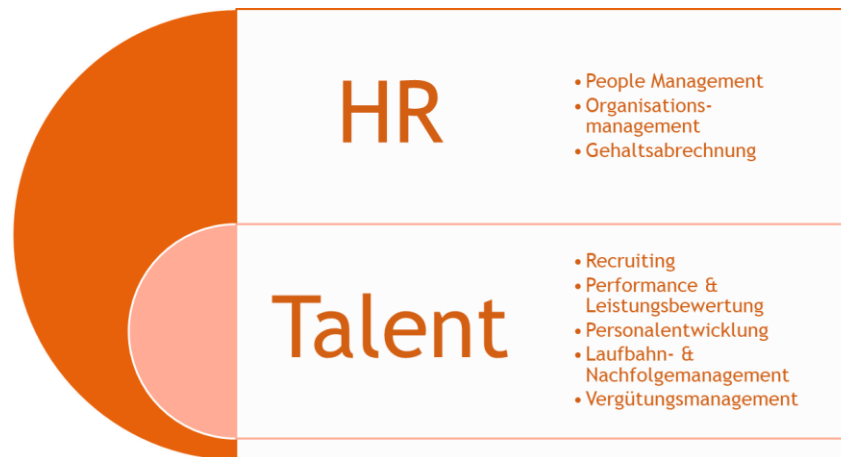 HR
• People Management
• Organisations-
management
• Gehaltsabrechnung
Talent
• Recruiting
• Performance &
Leistungsbewertung
• Personalentwicklung
• Laufbahn- &
Nachfolgemanagement
• Vergütungsmanagement